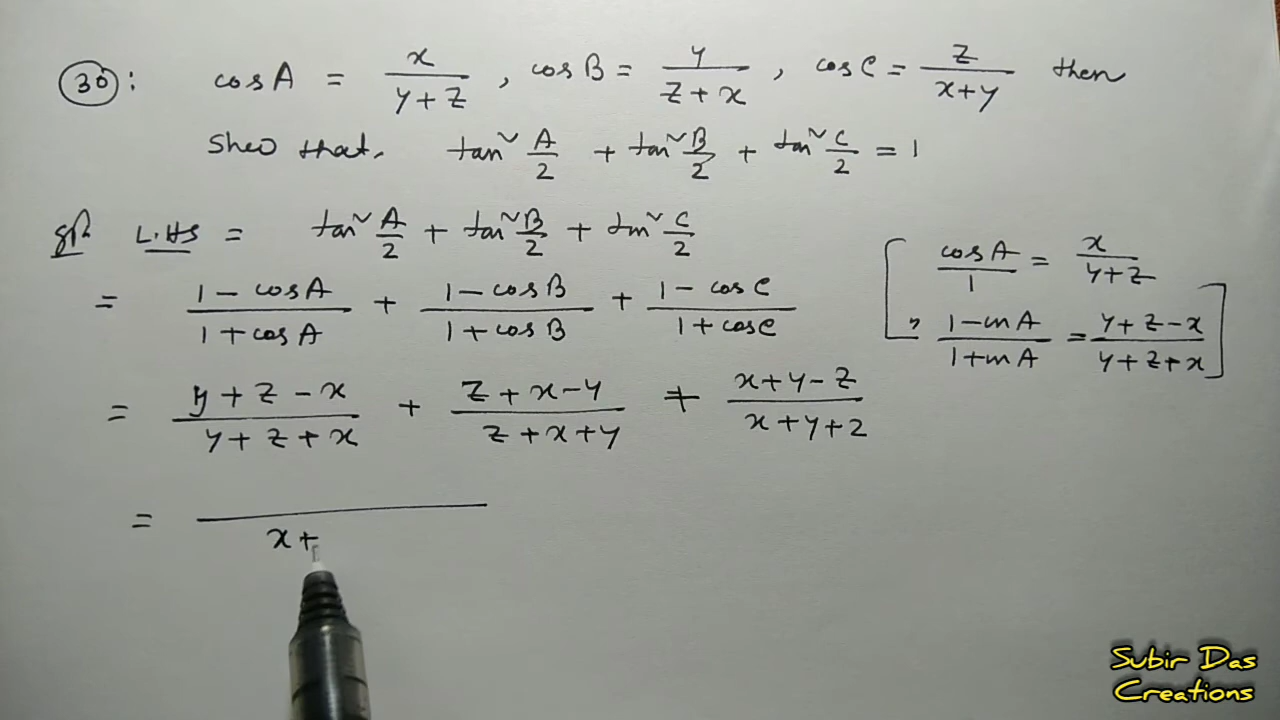 30: cos A = x/(y+z), cos B = y/(z+x), cos C = z/(x+y) then
Show that, tan² A/2 + tan² B/2 + tan² C/2 = 1
L.H.S = tan² A/2 + tan² B/2 + tan² C/2
= (1 - cos A)/(1 + cos A) + (1 - cos B)/(1 + cos B) + (1 - cos C)/(1 + cos C)
[ cos A/1 = x/(y+z)
(1 - cos A)/(1 + cos A) = (y+z-x)/(y+z+x) ]
= (y+z-x)/(y+z+x) + (z+x-y)/(z+x+y) + (x+y-z)/(x+y+z)
= /(x+
Subir Das
Creations